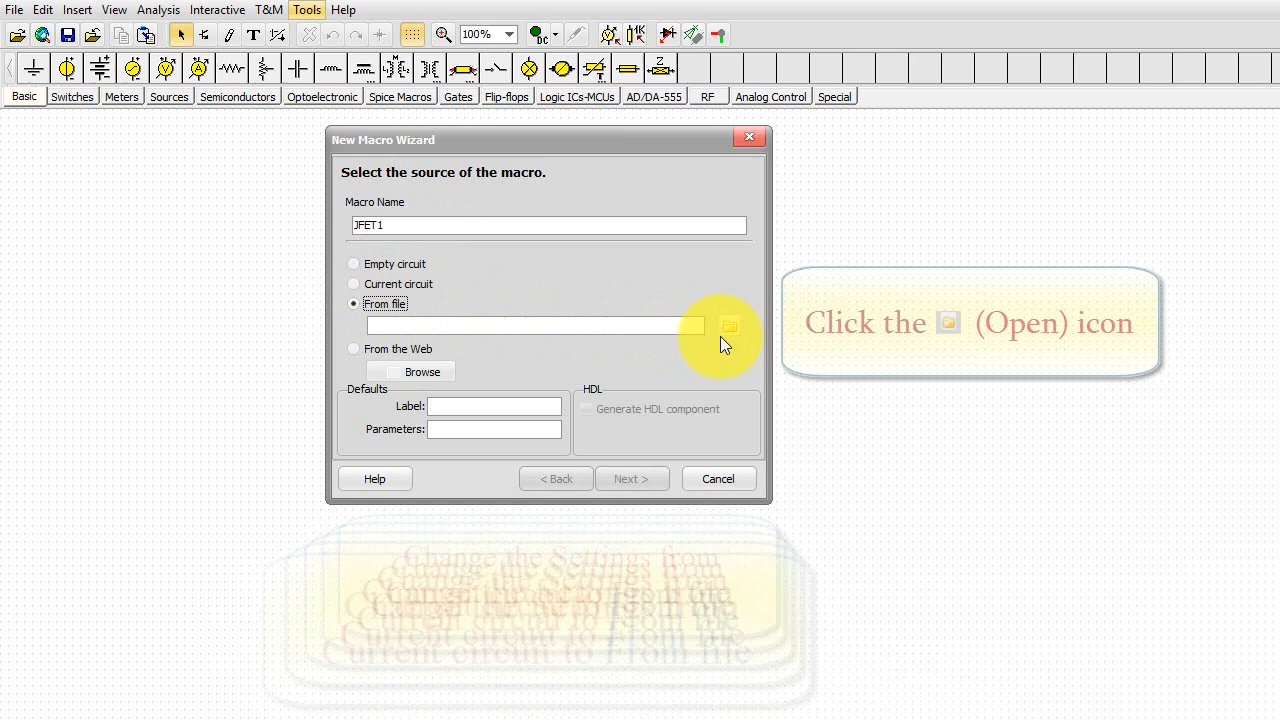 File Edit Insert View Analysis Interactive T&M Tools Help
100% DC 1K
Basic Switches Meters Sources Semiconductors Optoelectronic Spice Macros Gates Flip-flops Logic ICs-MCUs AD/DA-555 Analog Control Special
New Macro Wizard
Select the source of the macro.
Macro Name
JFET1
Empty circuit
Current circuit
From file
From the Web
Browse
Defaults
Label:
Parameters:
HDL
Generate HDL component
Help < Back Next > Cancel
Click the (Open) icon
Change the Settings from
Current circuit to From file